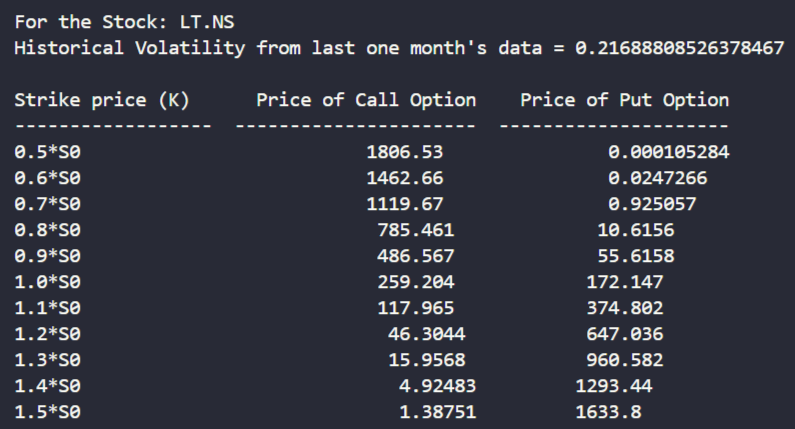 For the Stock: LT.NS
Historical Volatility from last one month's data = 0.21688808526378467
Strike price (K) Price of Call Option Price of Put Option
------------------ ---------------------- ---------------------
0.5*S0 1806.53 0.000105284
0.6*S0 1462.66 0.0247266
0.7*S0 1119.67 0.925057
0.8*S0 785.461 10.6156
0.9*S0 486.567 55.6158
1.0*S0 259.204 172.147
1.1*S0 117.965 374.802
1.2*S0 46.3044 647.036
1.3*S0 15.9568 960.582
1.4*S0 4.92483 1293.44
1.5*S0 1.38751 1633.8